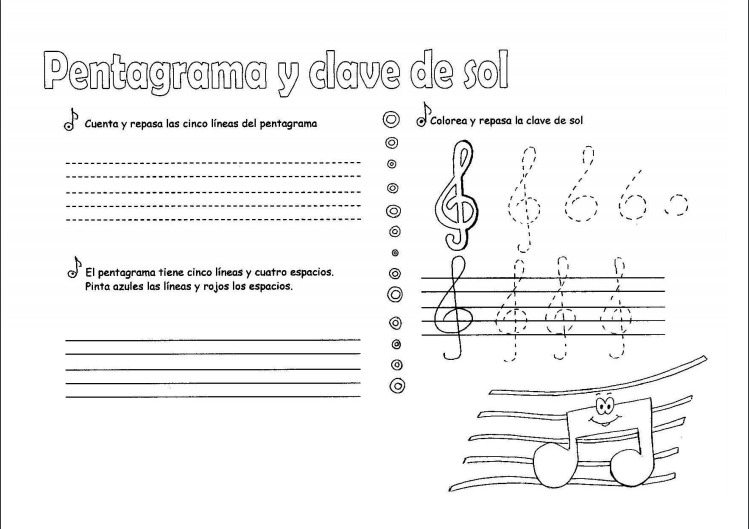 Pentagrama y clave de sol
Cuenta y repasa las cinco líneas del pentagrama
El pentagrama tiene cinco líneas y cuatro espacios.
Pinta azules las líneas y rojos los espacios.
Colorea y repasa la clave de sol